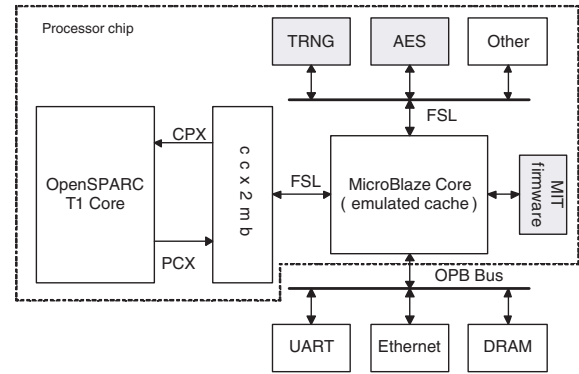 Processor chip
TRNG
AES
Other
FSL
CPX
OpenSPARC
T1 Core
PCX
ccx2mb
FSL
MicroBlaze Core
( emulated cache )
MIT
firmware
OPB Bus
UART
Ethernet
DRAM